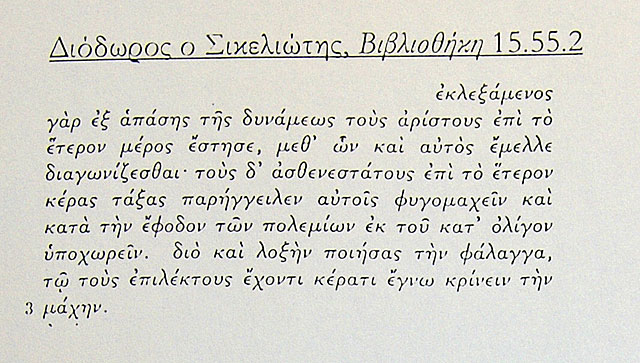 Διόδωρος ο Σικελιώτης, Βιβλιοθήκη 15.55.2
ἐκλεξάμενος
γὰρ ἐξ ἁπάσης τῆς δυνάμεως τοὺς ἀρίστους ἐπὶ τὸ
ἕτερον μέρος ἔστησε, μεθ᾽ ὧν καὶ αὐτὸς ἔμελλε
διαγωνίζεσθαι· τοὺς δ᾽ ἀσθενεστάτους ἐπὶ τὸ ἕτερον
κέρας τάξας παρήγγειλεν αὐτοῖς φυγομαχεῖν καὶ
κατὰ τὴν ἔφοδον τῶν πολεμίων ἐκ τοῦ κατ᾽ ὀλίγον
ὑποχωρεῖν. διὸ καὶ λοξὴν ποιήσας τὴν φάλαγγα,
τῷ τοὺς ἐπιλέκτους ἔχοντι κέρατι ἔγνω κρίνειν τὴν
3 μάχην.